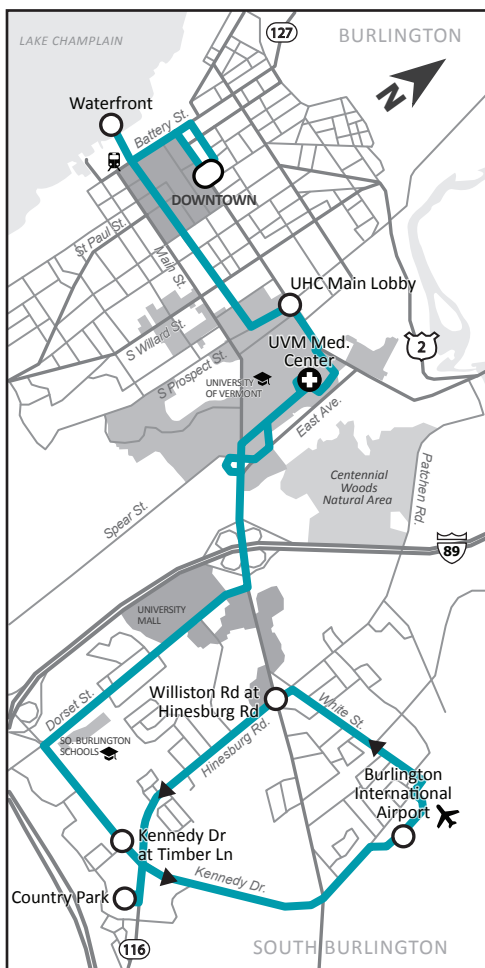 LAKE CHAMPLAIN
127
BURLINGTON
N
Waterfront
Battery St.
DOWNTOWN
St Paul St.
Main St.
UHC Main Lobby
S Willard St.
2
UVM Med.
Center
S Prospect St.
UNIVERSITY
OF VERMONT
East Ave.
Centennial
Woods
Natural Area
Patchen Rd.
Spear St.
89
UNIVERSITY
MALL
Dorset St.
Williston Rd at
Hinesburg Rd
White St.
Hinesburg Rd.
SO. BURLINGTON
SCHOOLS
Burlington
International
Airport
Kennedy Dr
at Timber Ln
Kennedy Dr.
Country Park
116
SOUTH BURLINGTON